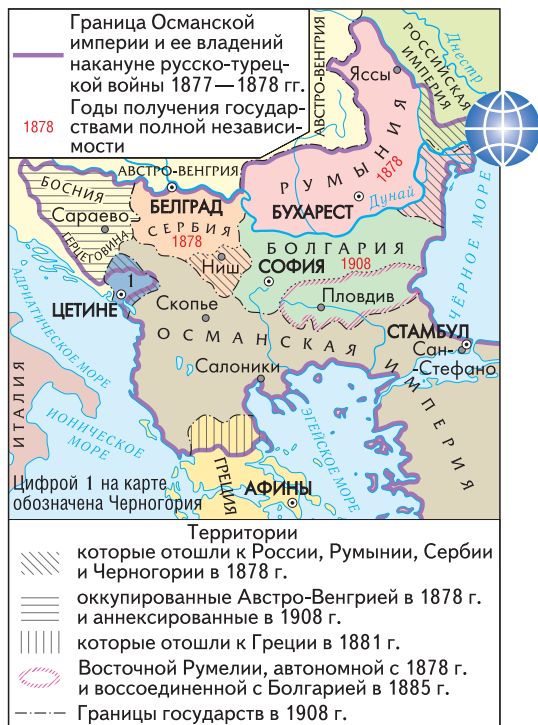 Граница Османской
империи и ее владений
накануне русско-турец-
кой войны 1877—1878 гг.
1878 Годы получения государ-
ствами полной независи-
мости
АВСТРО-ВЕНГРИЯ
РОССИЙСКАЯ
ИМПЕРИЯ
Днестр
Яссы
РУМЫНИЯ
1878
АВСТРО-ВЕНГРИЯ
БОСНИЯ
Сараево
ГЕРЦЕГОВИНА
БЕЛГРАД
СЕРБИЯ
1878
БУХАРЕСТ
Дунай
ЧЁРНОЕ МОРЕ
Ниш
БОЛГАРИЯ
СОФИЯ
1908
1
ЦЕТИНЕ
Скопье
Пловдив
АДРИАТИЧЕСКОЕ МОРЕ
ОСМАНСКАЯ ИМПЕРИЯ
СТАМБУЛ
Сан-
-Стефано
Салоники
ИТАЛИЯ
ИОНИЧЕСКОЕ
МОРЕ
ЭГЕЙСКОЕ МОРЕ
ГРЕЦИЯ
АФИНЫ
Цифрой 1 на карте
обозначена Черногория
Территории
которые отошли к России, Румынии, Сербии
и Черногории в 1878 г.
оккупированные Австро-Венгрией в 1878 г.
и аннексированные в 1908 г.
которые отошли к Греции в 1881 г.
Восточной Румелии, автономной с 1878 г.
и воссоединенной с Болгарией в 1885 г.
Границы государств в 1908 г.